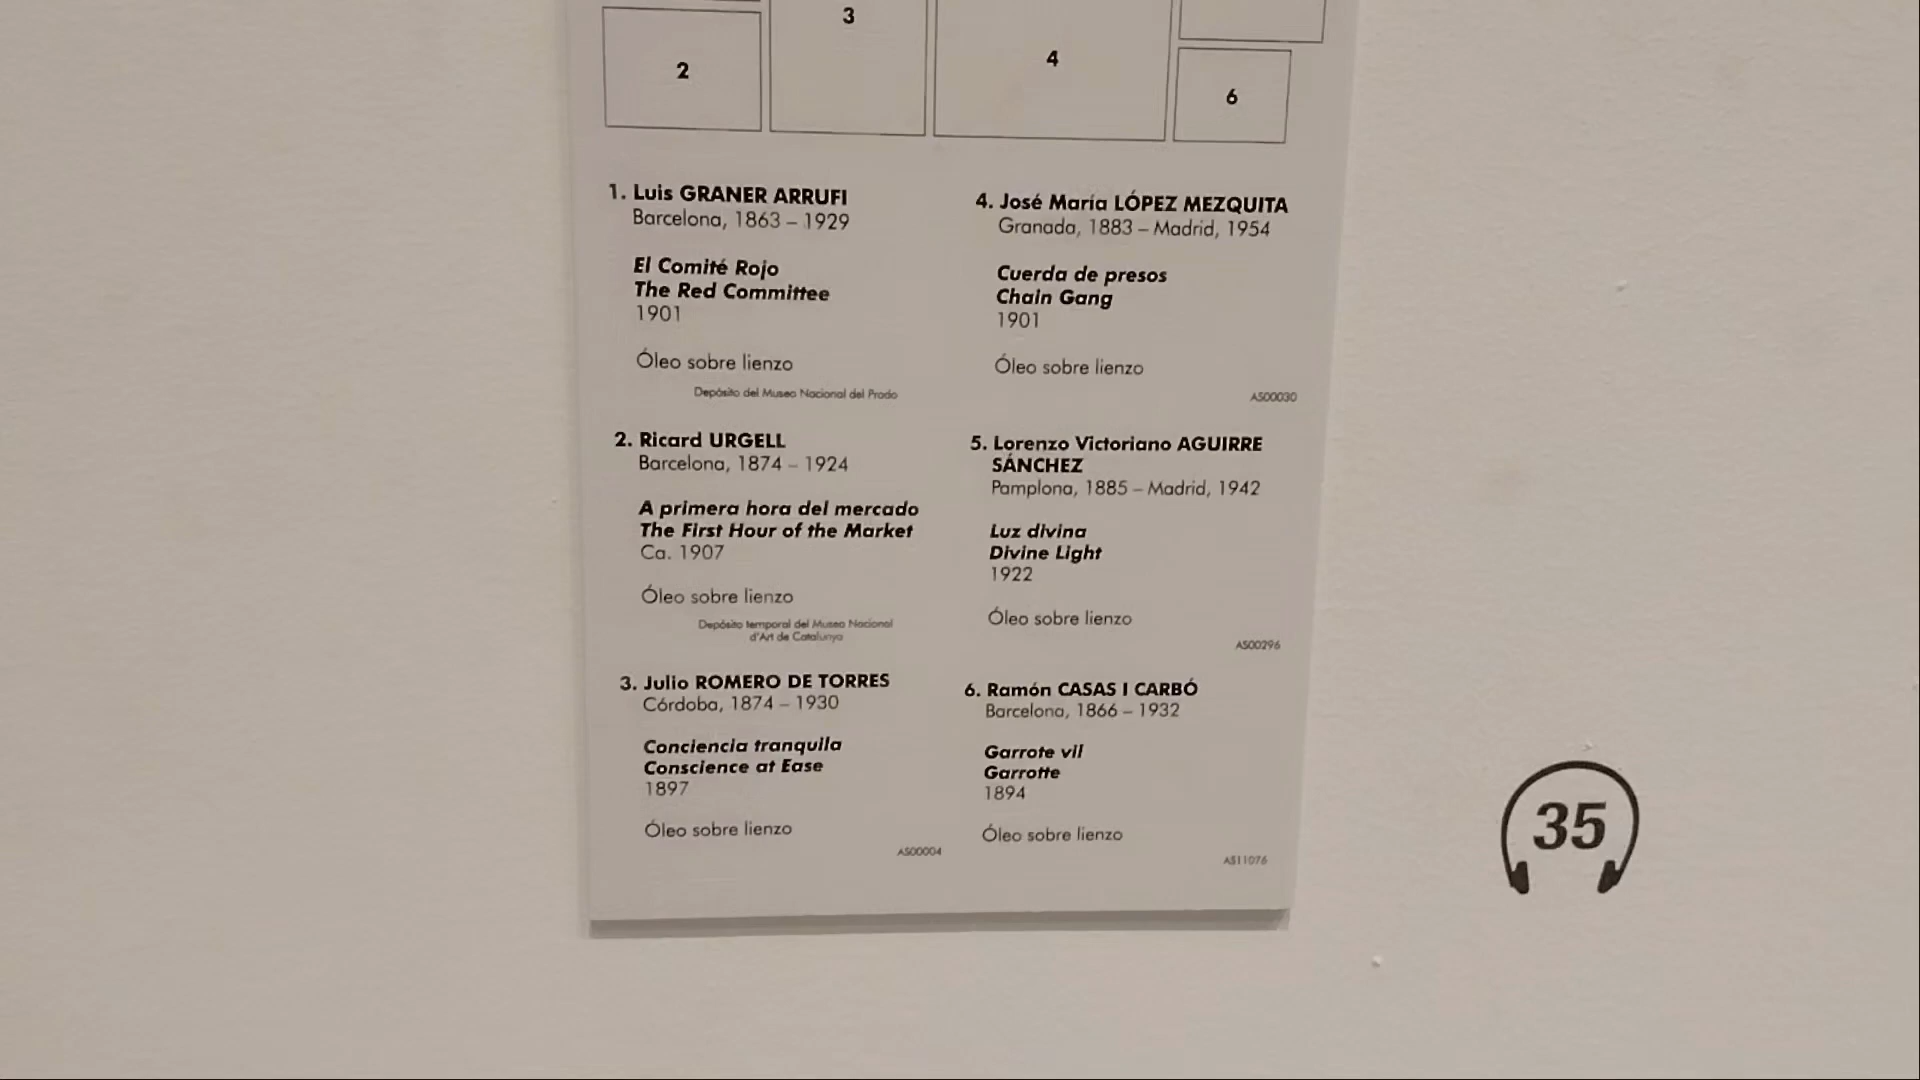 3
4
2
6
1. Luis GRANER ARRUFI
Barcelona, 1863 – 1929
El Comité Rojo
The Red Committee
1901
Óleo sobre lienzo
Depósito del Museo Nacional del Prado
2. Ricard URGELL
Barcelona, 1874 – 1924
A primera hora del mercado
The First Hour of the Market
Ca. 1907
Óleo sobre lienzo
Depósito temporal del Museo Nacional
d'Art de Catalunya
3. Julio ROMERO DE TORRES
Córdoba, 1874 – 1930
Conciencia tranquila
Conscience at Ease
1897
Óleo sobre lienzo
AS00004
4. José María LÓPEZ MEZQUITA
Granada, 1883 – Madrid, 1954
Cuerda de presos
Chain Gang
1901
Óleo sobre lienzo
AS00030
5. Lorenzo Victoriano AGUIRRE
SÁNCHEZ
Pamplona, 1885 – Madrid, 1942
Luz divina
Divine Light
1922
Óleo sobre lienzo
AS00296
6. Ramón CASAS I CARBÓ
Barcelona, 1866 – 1932
Garrote vil
Garrotte
1894
Óleo sobre lienzo
AS11076
35